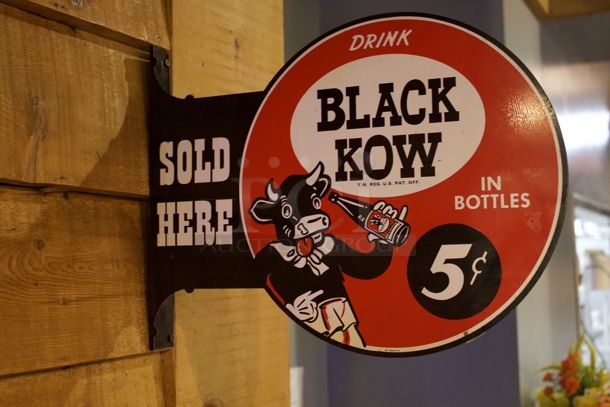 SOLD
HERE
DRINK
BLACK
KOW
T.M. REG. U.S. PAT. OFF.
IN
BOTTLES
5¢